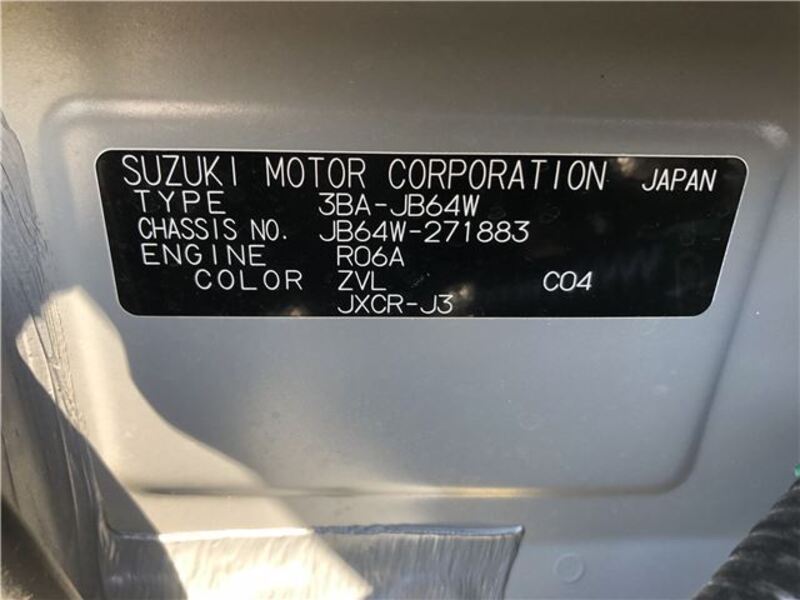 SUZUKI MOTOR CORPORATION JAPAN
TYPE 3BA-JB64W
CHASSIS NO. JB64W-271883
ENGINE R06A
COLOR ZVL C04
JXCR-J3